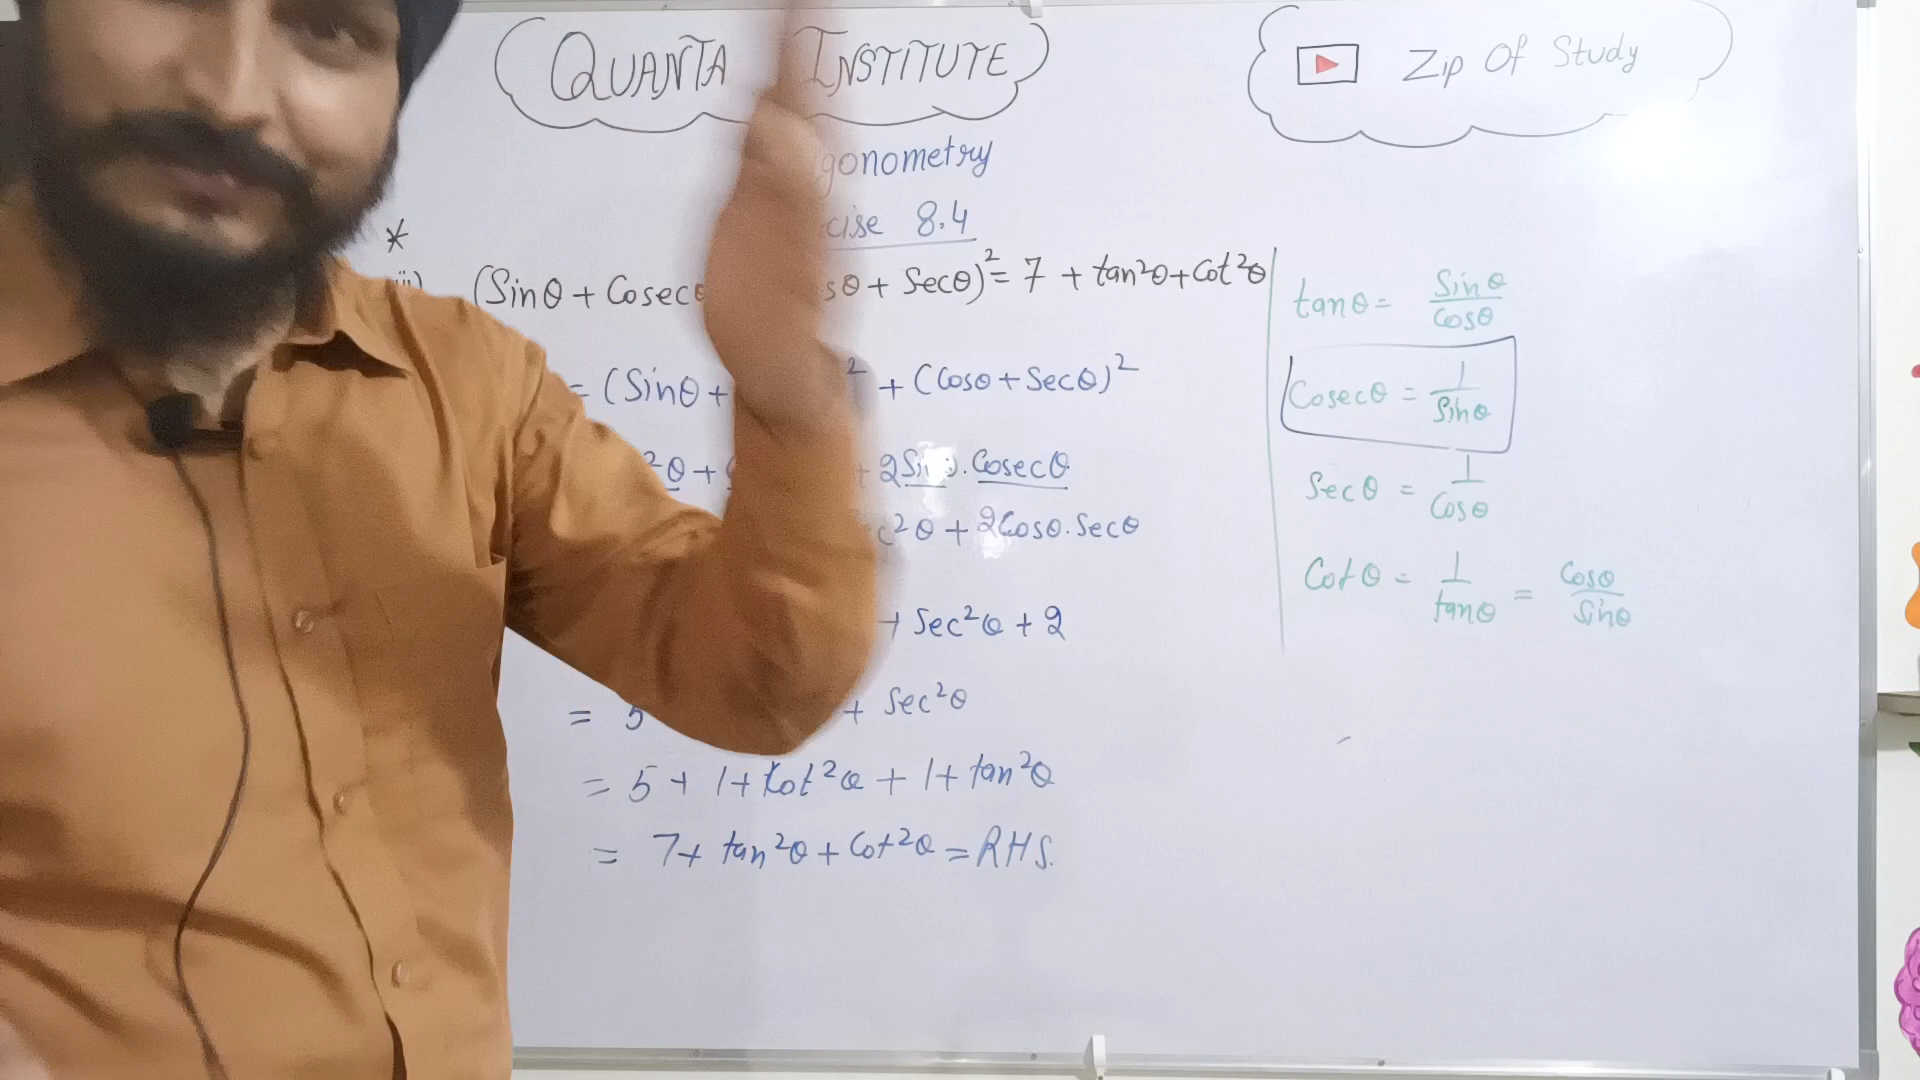 QUANTA INSTITUTE
Zip Of Study
gonometry
cise 8.4
*
(Sinθ + Cosec sθ + Secθ)² = 7 + tan²θ + Cot²θ
= (Sinθ + ² + (Cosθ + Secθ)²
²θ + + 2Sin .Cosecθ
c²θ + 2Cosθ.Secθ
+ Sec²θ + 2
= 5 + Sec²θ
= 5 + 1 + Cot²θ + 1 + tan²θ
= 7 + tan²θ + Cot²θ = RHS.
tanθ = Sinθ/Cosθ
Cosecθ = 1/Sinθ
Secθ = 1/Cosθ
Cotθ = 1/tanθ = Cosθ/Sinθ